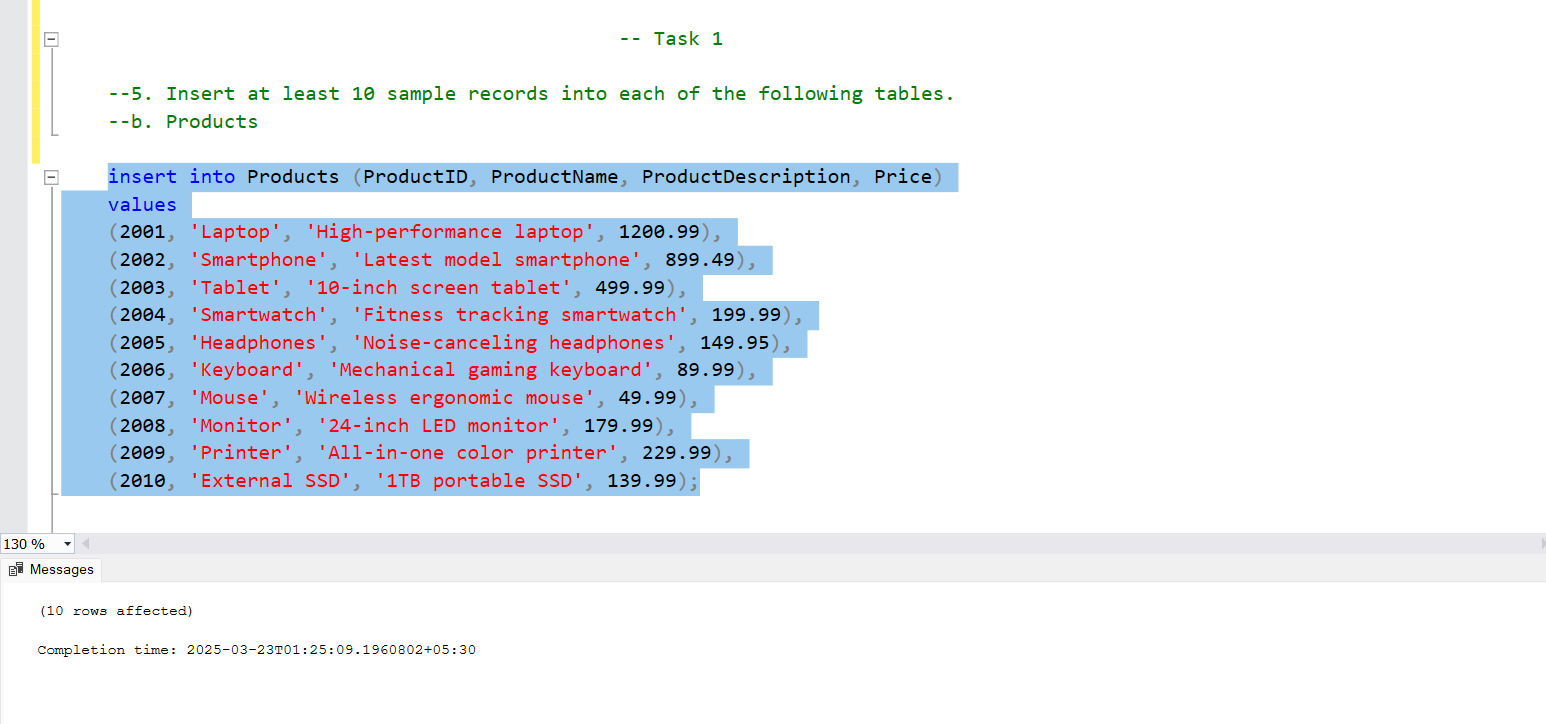 -- Task 1
--5. Insert at least 10 sample records into each of the following tables.
--b. Products
insert into Products (ProductID, ProductName, ProductDescription, Price)
values
(2001, 'Laptop', 'High-performance laptop', 1200.99),
(2002, 'Smartphone', 'Latest model smartphone', 899.49),
(2003, 'Tablet', '10-inch screen tablet', 499.99),
(2004, 'Smartwatch', 'Fitness tracking smartwatch', 199.99),
(2005, 'Headphones', 'Noise-canceling headphones', 149.95),
(2006, 'Keyboard', 'Mechanical gaming keyboard', 89.99),
(2007, 'Mouse', 'Wireless ergonomic mouse', 49.99),
(2008, 'Monitor', '24-inch LED monitor', 179.99),
(2009, 'Printer', 'All-in-one color printer', 229.99),
(2010, 'External SSD', '1TB portable SSD', 139.99);
130 %
Messages
(10 rows affected)
Completion time: 2025-03-23T01:25:09.1960802+05:30